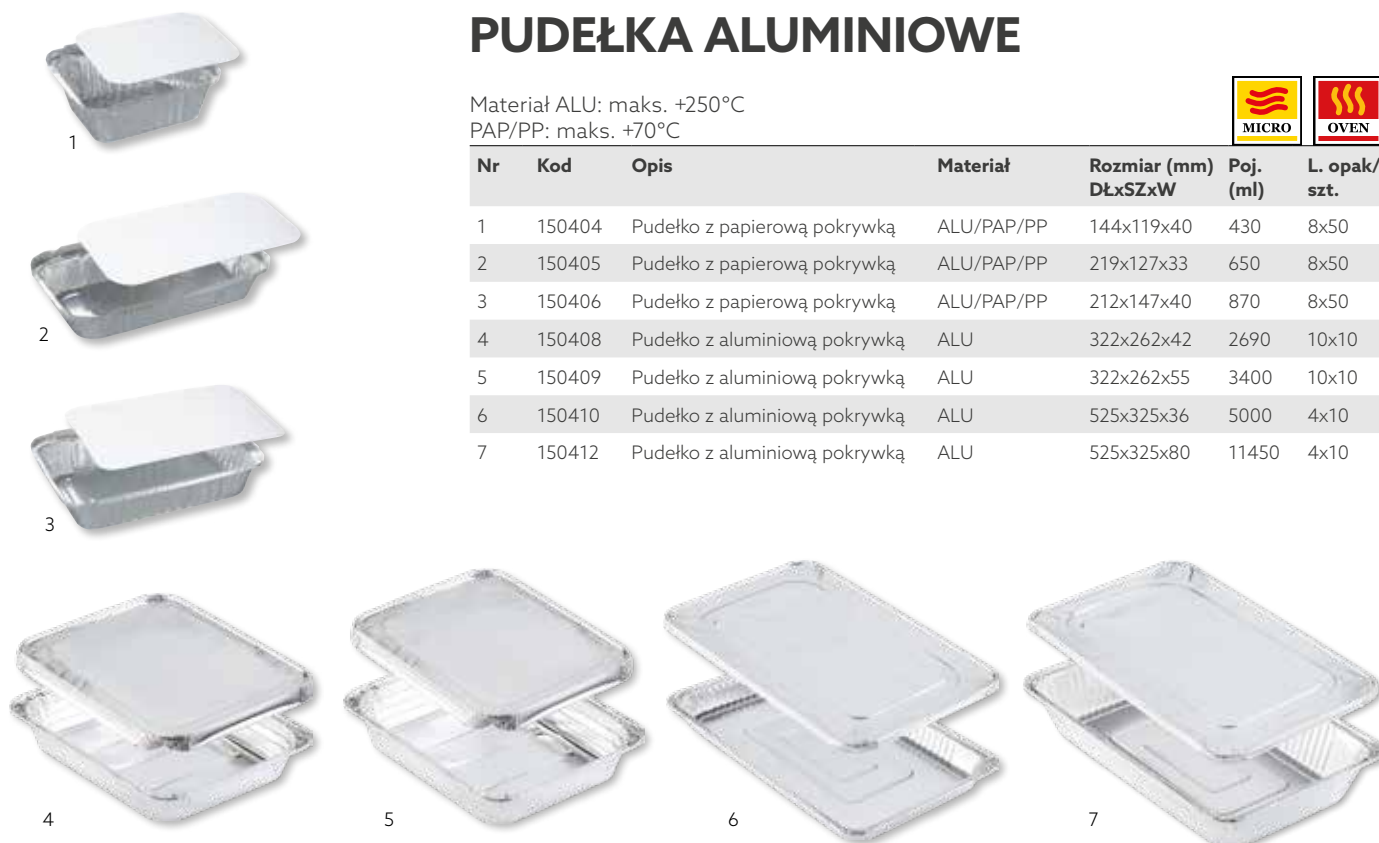 PUDEŁKA ALUMINIOWE
Materiał ALU: maks. +250°C
PAP/PP: maks. +70°C
MICRO OVEN
Nr Kod Opis Materiał Rozmiar (mm) DŁxSZxW Poj. (ml) L. opak/ szt.
1 150404 Pudełko z papierową pokrywką ALU/PAP/PP 144x119x40 430 8x50
2 150405 Pudełko z papierową pokrywką ALU/PAP/PP 219x127x33 650 8x50
3 150406 Pudełko z papierową pokrywką ALU/PAP/PP 212x147x40 870 8x50
4 150408 Pudełko z aluminiową pokrywką ALU 322x262x42 2690 10x10
5 150409 Pudełko z aluminiową pokrywką ALU 322x262x55 3400 10x10
6 150410 Pudełko z aluminiową pokrywką ALU 525x325x36 5000 4x10
7 150412 Pudełko z aluminiową pokrywką ALU 525x325x80 11450 4x10
1
2
3
4 5 6 7